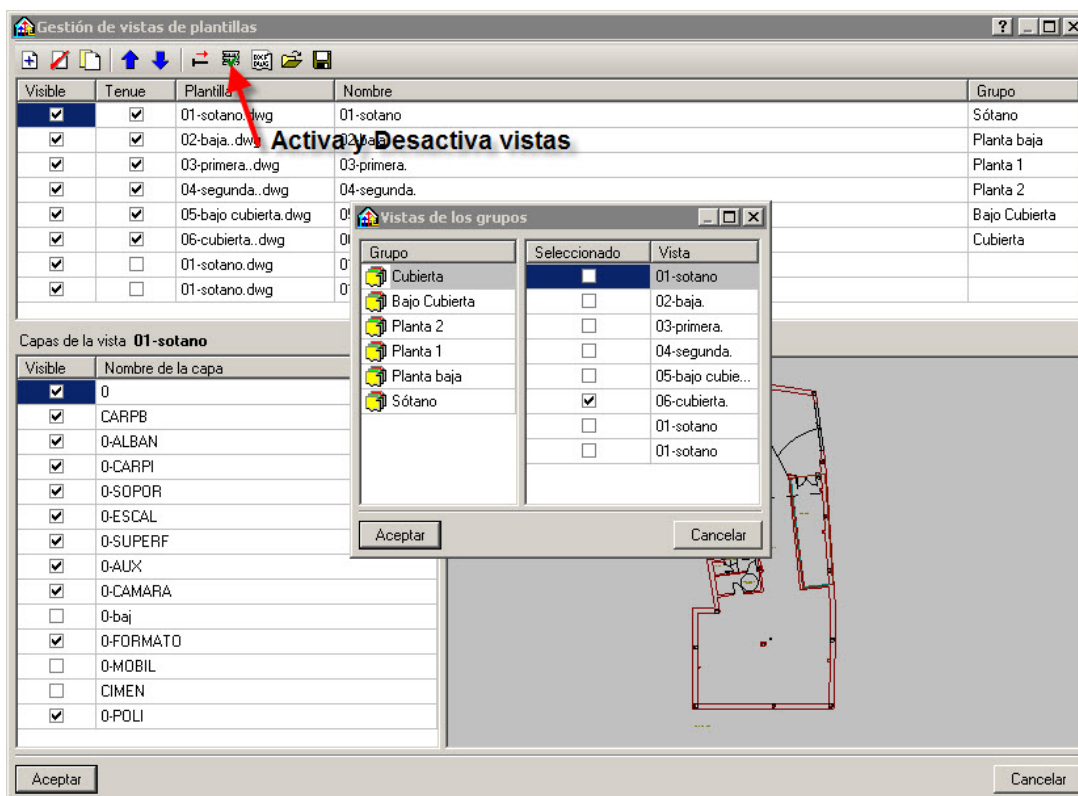 Gestión de vistas de plantillas
Visible Tenue Plantilla Nombre Grupo
01-sotano.dwg 01-sotano Sótano
02-baja..dwg 02-baja. Planta baja
Activa y Desactiva vistas
03-primera..dwg 03-primera. Planta 1
04-segunda..dwg 04-segunda. Planta 2
05-bajo cubierta.dwg Bajo Cubierta
06-cubierta..dwg Cubierta
01-sotano.dwg
01-sotano.dwg
Vistas de los grupos
Grupo Seleccionado Vista
Cubierta 01-sotano
Bajo Cubierta 02-baja.
Planta 2 03-primera.
Planta 1 04-segunda.
Planta baja 05-bajo cubie...
Sótano 06-cubierta.
01-sotano
01-sotano
Aceptar Cancelar
Capas de la vista 01-sotano
Visible Nombre de la capa
0
CARPB
0-ALBAN
0-CARPI
0-SOPOR
0-ESCAL
0-SUPERF
0-AUX
0-CAMARA
0-baj
0-FORMATO
0-MOBIL
CIMEN
0-POLI
Aceptar Cancelar